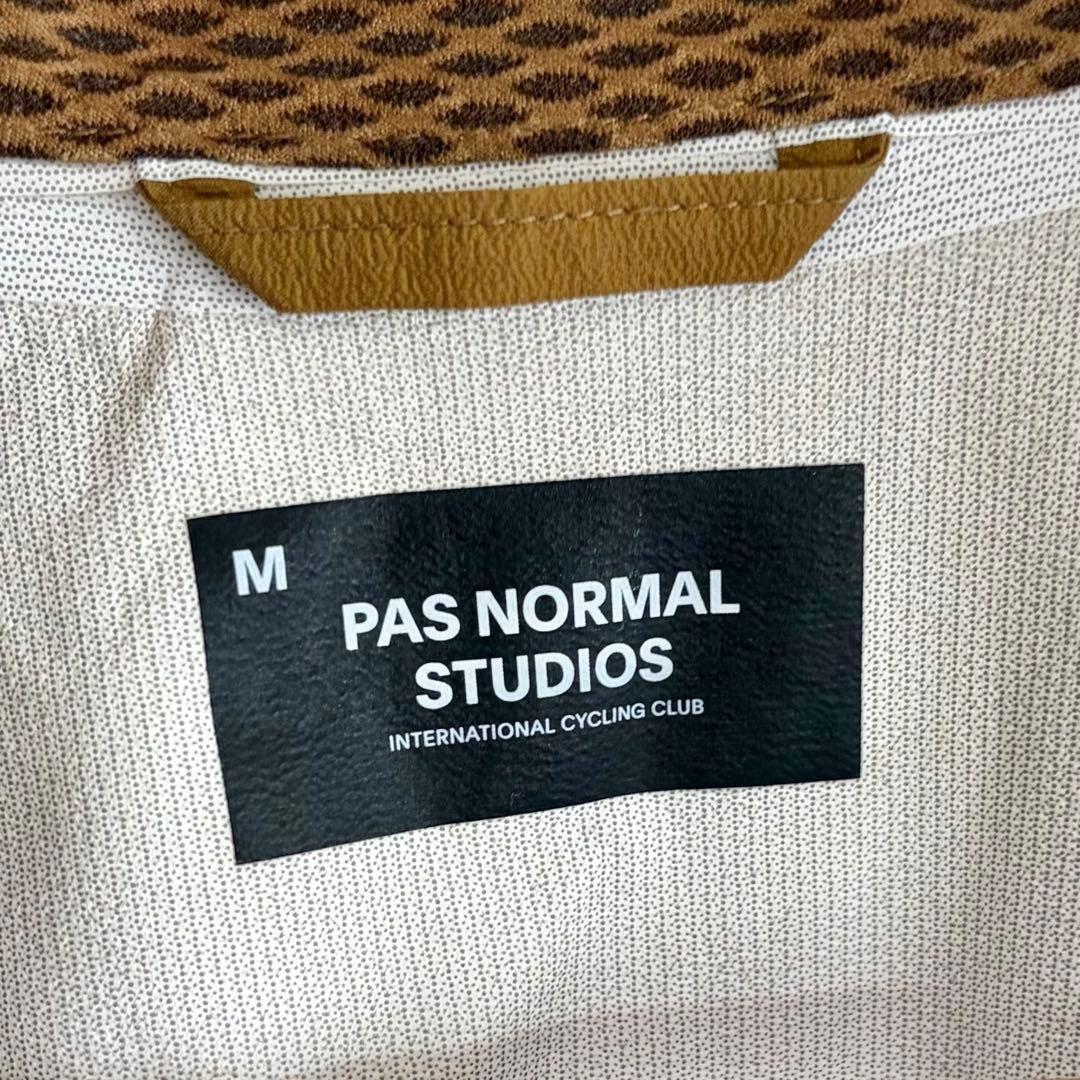 M
PAS NORMAL
STUDIOS
INTERNATIONAL CYCLING CLUB